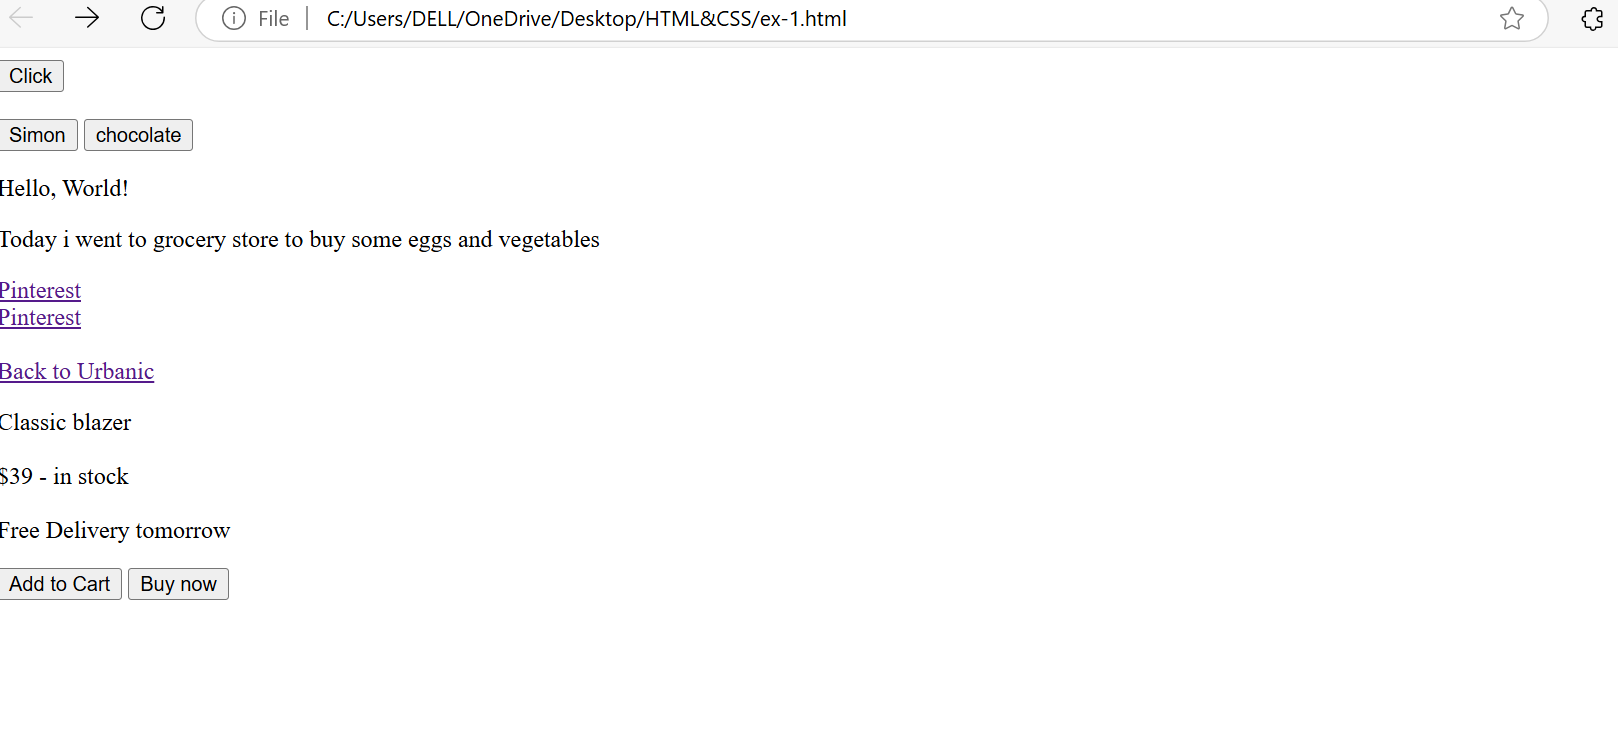 File C:/Users/DELL/OneDrive/Desktop/HTML&CSS/ex-1.html
Click
Simon chocolate
Hello, World!
Today i went to grocery store to buy some eggs and vegetables
Pinterest
Pinterest
Back to Urbanic
Classic blazer
$39 - in stock
Free Delivery tomorrow
Add to Cart Buy now